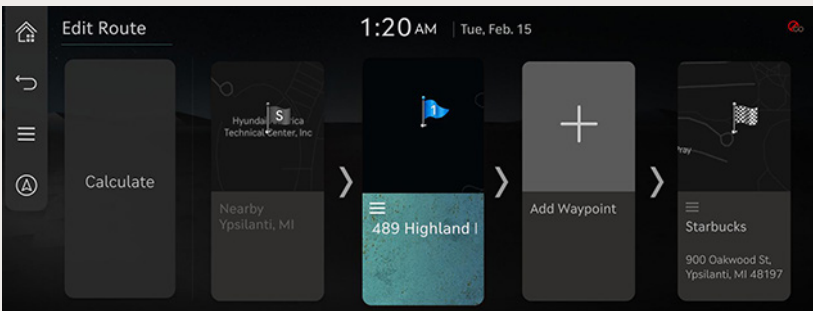 Edit Route
1:20 AM
Tue, Feb. 15
Calculate
S
Technical Center, Inc
Nearby
Ypsilanti, MI
1
489 Highland
Add Waypoint
Starbucks
900 Oakwood St,
Ypsilanti, MI 48197